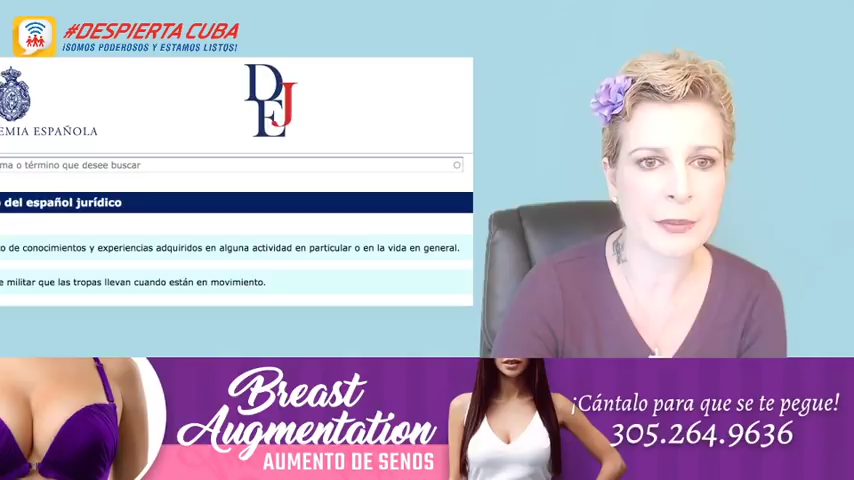 #DESPIERTA CUBA
¡SOMOS PODEROSOS Y ESTAMOS LISTOS!
DEJ
EMIA ESPAÑOLA
ma o término que desee buscar
o del español jurídico
to de conocimientos y experiencias adquiridos en alguna actividad en particular o en la vida en general.
e militar que las tropas llevan cuando están en movimiento.
Breast
Augmentation
AUMENTO DE SENOS
¡Cántalo para que se te pegue!
305.264.9636